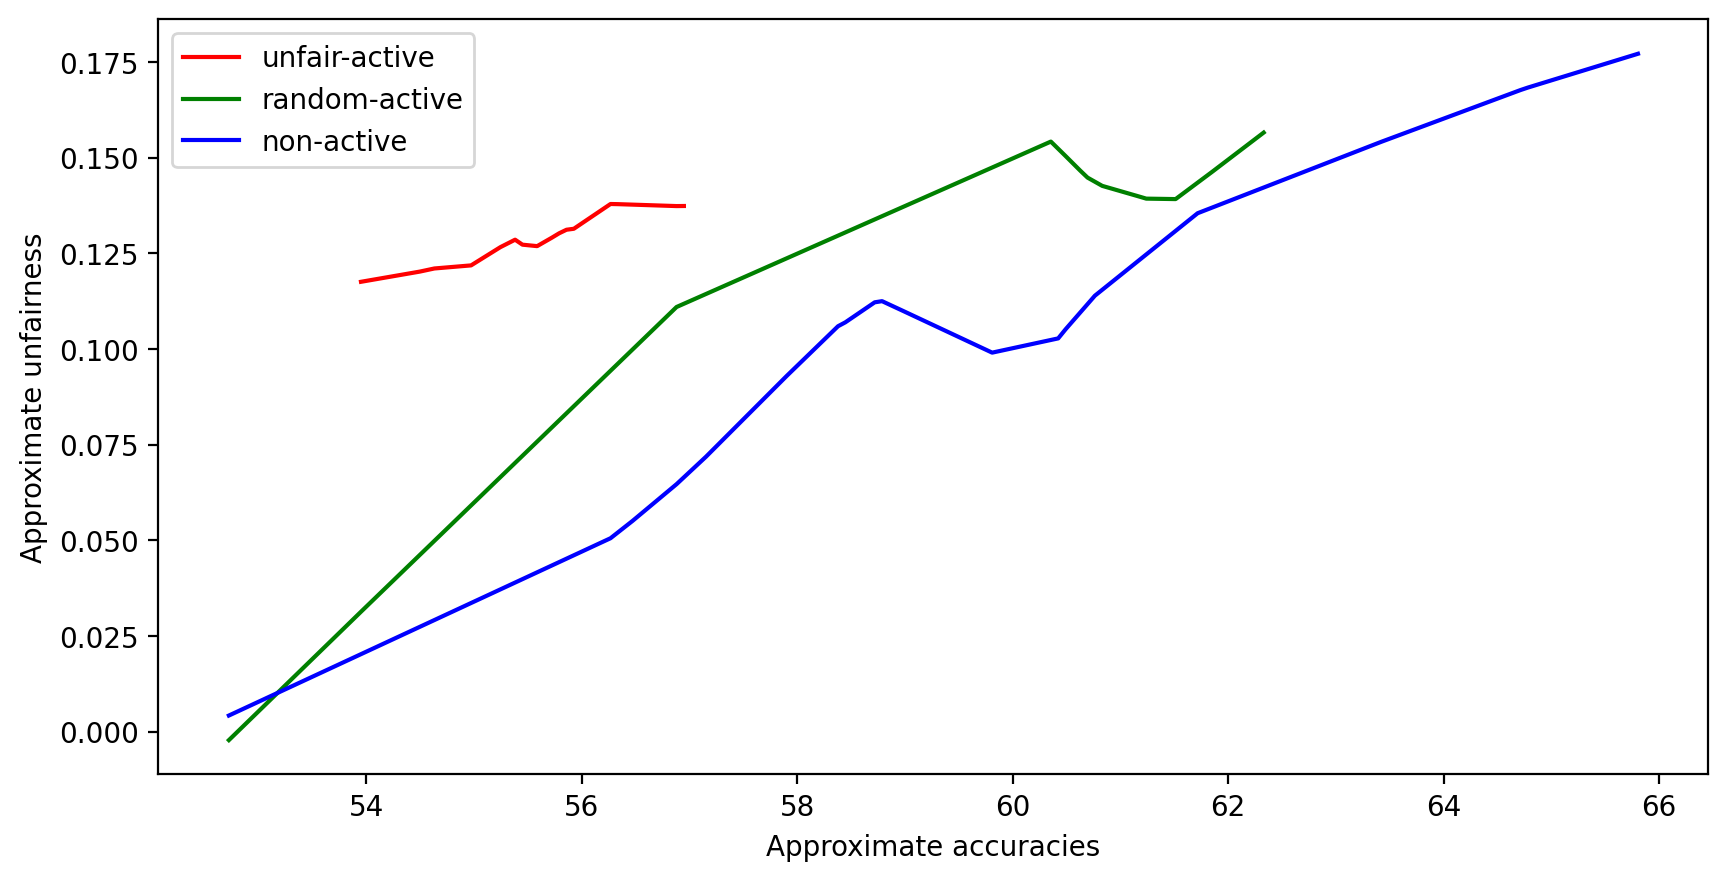 unfair-active
random-active
non-active
0.175
0.150
0.125
0.100
0.075
0.050
0.025
0.000
Approximate unfairness
54 56 58 60 62 64 66
Approximate accuracies